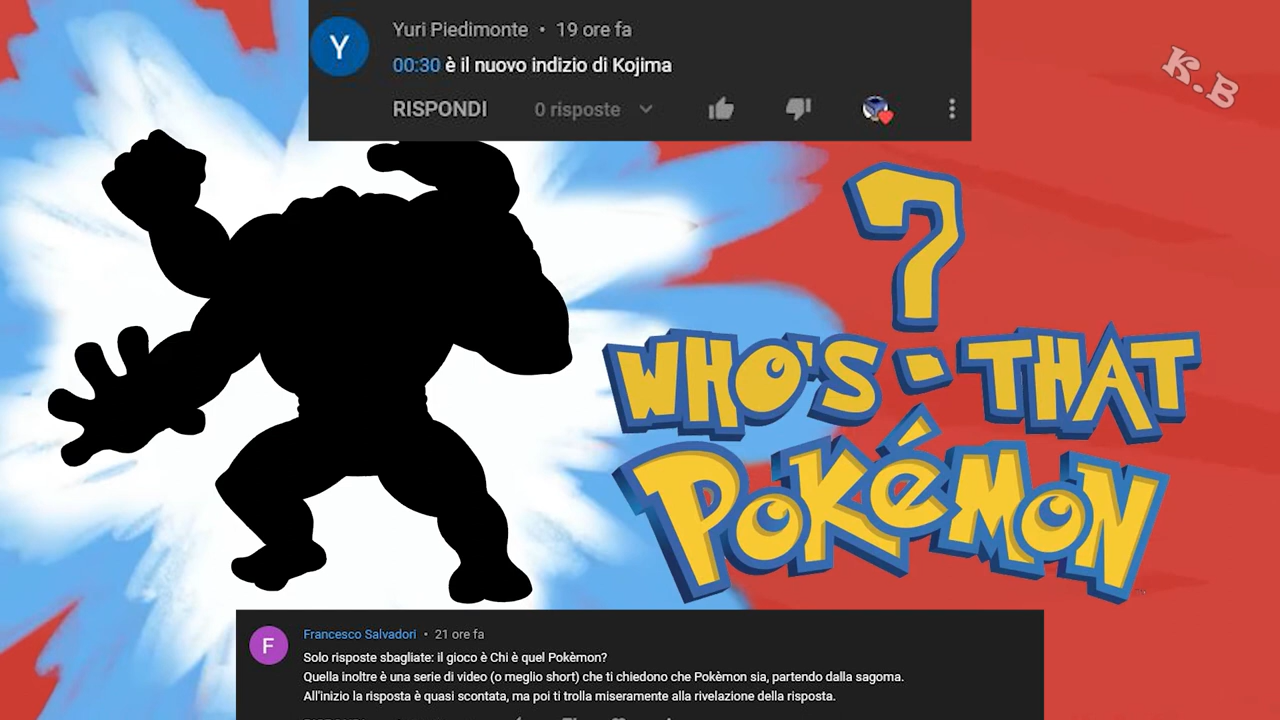 Y
Yuri Piedimonte • 19 ore fa
00:30 è il nuovo indizio di Kojima
RISPONDI 0 risposte
K.B
?
WHO'S THAT
POKéMON
F
Francesco Salvadori • 21 ore fa
Solo risposte sbagliate: il gioco è Chi è quel Pokèmon?
Quella inoltre è una serie di video (o meglio short) che ti chiedono che Pokèmon sia, partendo dalla sagoma.
All'inizio la risposta è quasi scontata, ma poi ti trolla miseramente alla rivelazione della risposta.